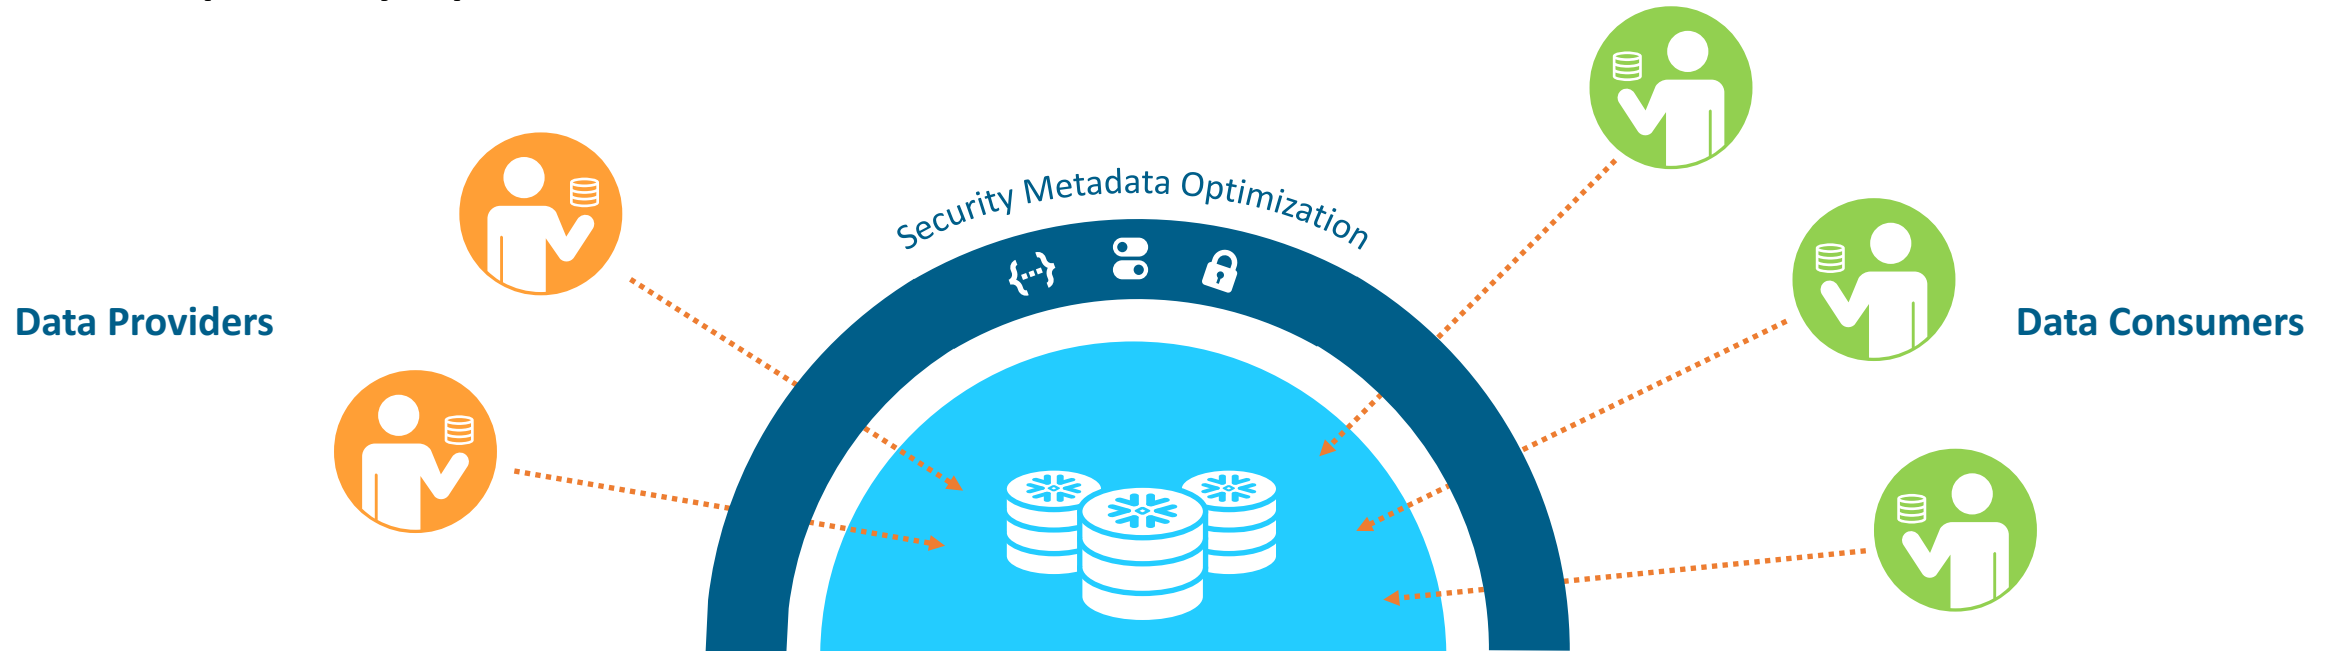 Security Metadata Optimization
Data Providers
Data Consumers